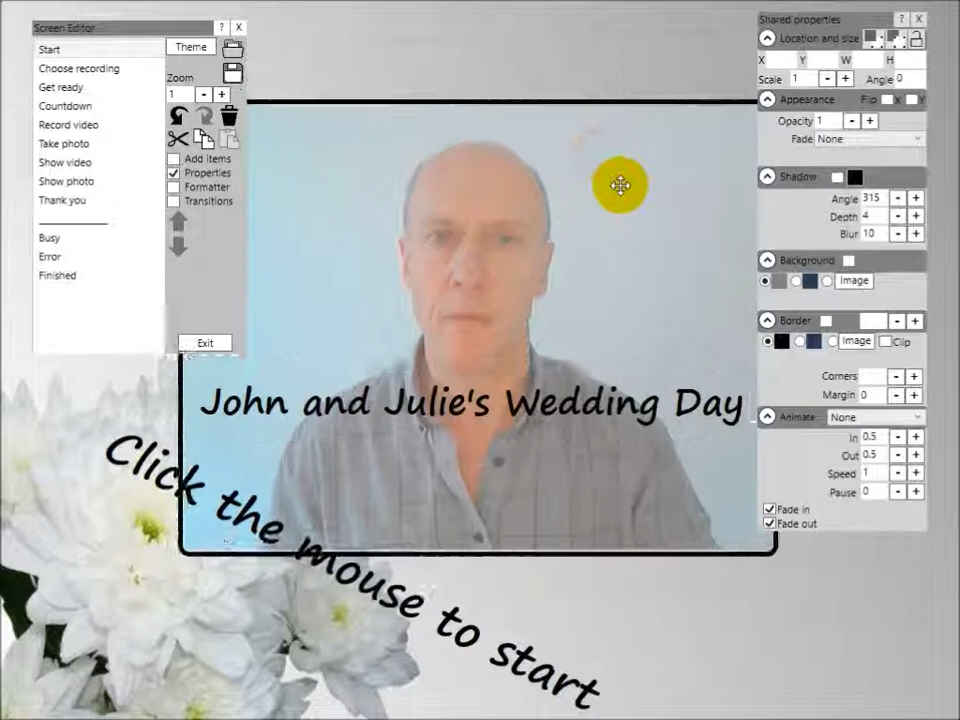 Screen Editor ? X
Start
Choose recording
Get ready
Countdown
Record video
Take photo
Show video
Show photo
Thank you
Busy
Error
Finished
Theme
Zoom
1 - +
Add items
Properties
Formatter
Transitions
Exit
John and Julie's Wedding Day
Click the mouse to start
Shared properties ? X
Location and size
X Y W H
Scale 1 - + Angle 0
Appearance Flip X Y
Opacity 1 - +
Fade None
Shadow
Angle 315 - +
Depth 4 - +
Blur 10 - +
Background
Image
Border - +
Image Clip
Corners - +
Margin 0 - +
Animate None
In 0.5 - +
Out 0.5 - +
Speed 1 - +
Pause 0 - +
Fade in
Fade out